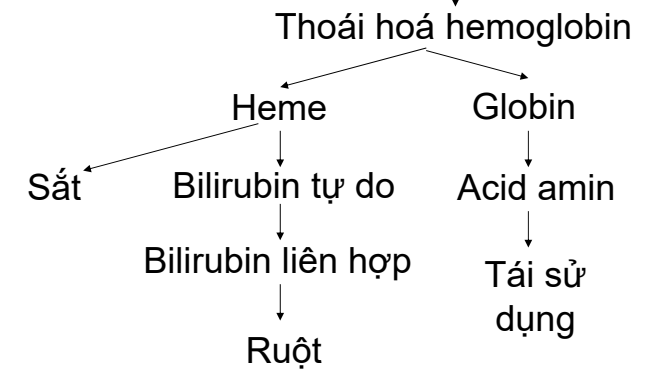 Thoái hoá hemoglobin
Heme
Globin
Sắt
Bilirubin tự do
Acid amin
Bilirubin liên hợp
Tái sử
dụng
Ruột